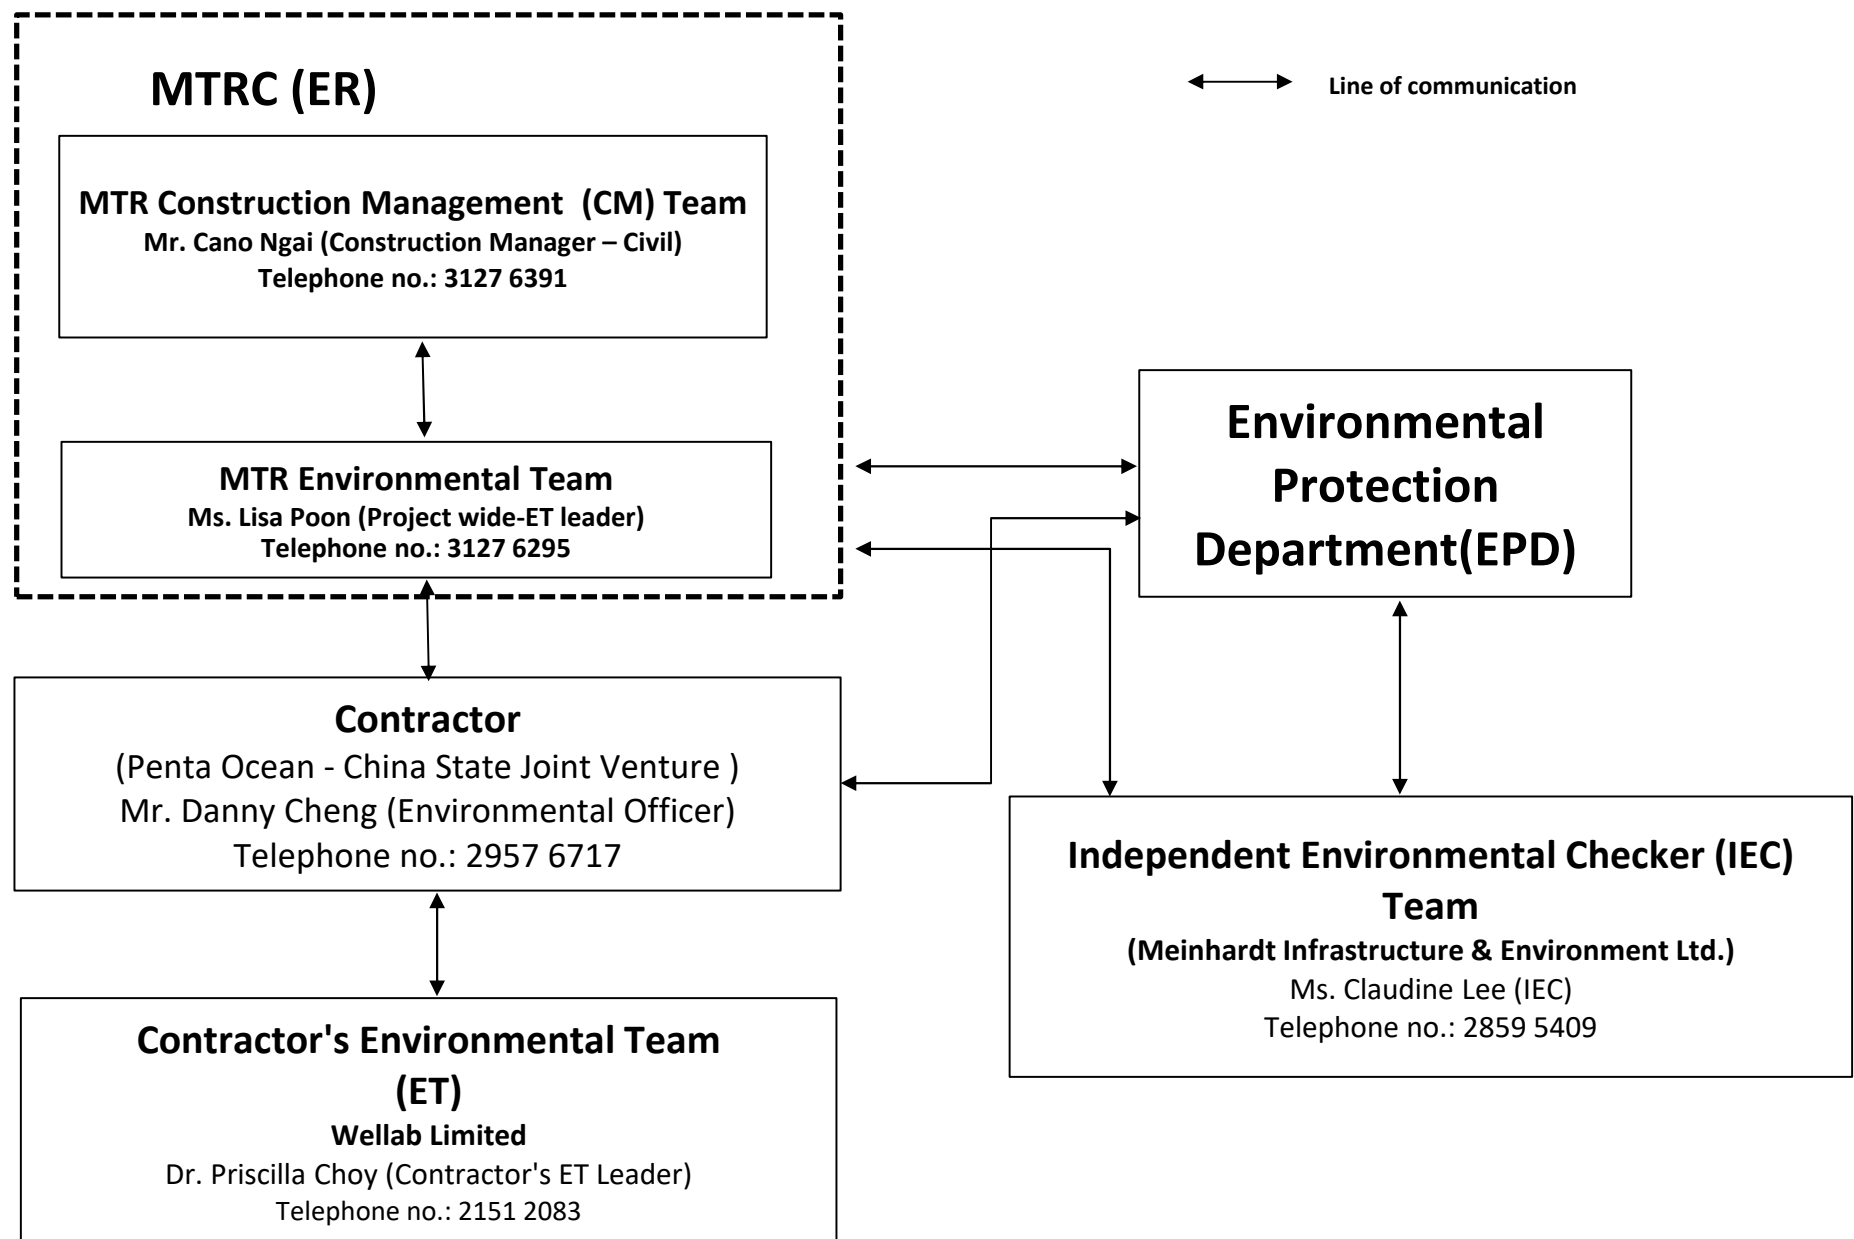 MTRC (ER)
Line of communication
MTR Construction Management  (CM) Team
Mr. Cano Ngai (Construction Manager – Civil)
Telephone no.: 3127 6391
MTR Environmental Team
Ms. Lisa Poon (Project wide-ET leader)
Telephone no.: 3127 6295
Environmental
Protection
Department(EPD)
Contractor
(Penta Ocean - China State Joint Venture )
Mr. Danny Cheng (Environmental Officer)
Telephone no.: 2957 6717
Independent Environmental Checker (IEC)
Team
(Meinhardt Infrastructure & Environment Ltd.)
Ms. Claudine Lee (IEC)
Telephone no.: 2859 5409
Contractor's Environmental Team
(ET)
Wellab Limited
Dr. Priscilla Choy (Contractor's ET Leader)
Telephone no.: 2151 2083